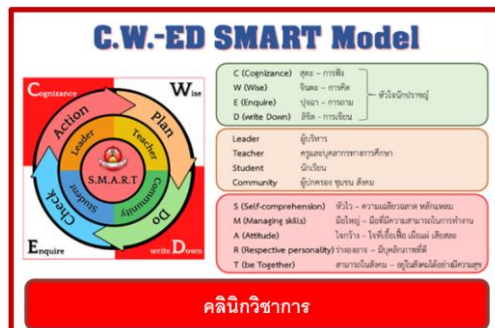 C.W.-ED SMART Model
Cognizance
Wise
Action
Plan
Leader
Teacher
S.M.A.R.T
Student
Community
Check
Do
Enquire
write Down
C (Cognizance) สุตะ – การฟัง
W (Wise) จินตะ – การคิด
E (Enquire) ปุจฉา – การถาม
D (write Down) ลิขิต – การเขียน
หัวใจนักปราชญ์
Leader ผู้บริหาร
Teacher ครูและบุคลากรทางการศึกษา
Student นักเรียน
Community ผู้ปกครอง ชุมชน สังคม
S (Self-comprehension) หัวไว – ความเฉลียวฉลาด หลักแหลม
M (Managing skills) มือใหญ่ – มือที่มีความสามารถในการทำงาน
A (Attitude) ใจกว้าง – ใจที่เอื้อเฟื้อ เผื่อแผ่ เสียสละ
R (Respective personality) ร่างองอาจ – มีบุคลิกภาพที่ดี
T (be Together) สามารถในสังคม – อยู่ในสังคมได้อย่างมีความสุข
คลินิกวิชาการ